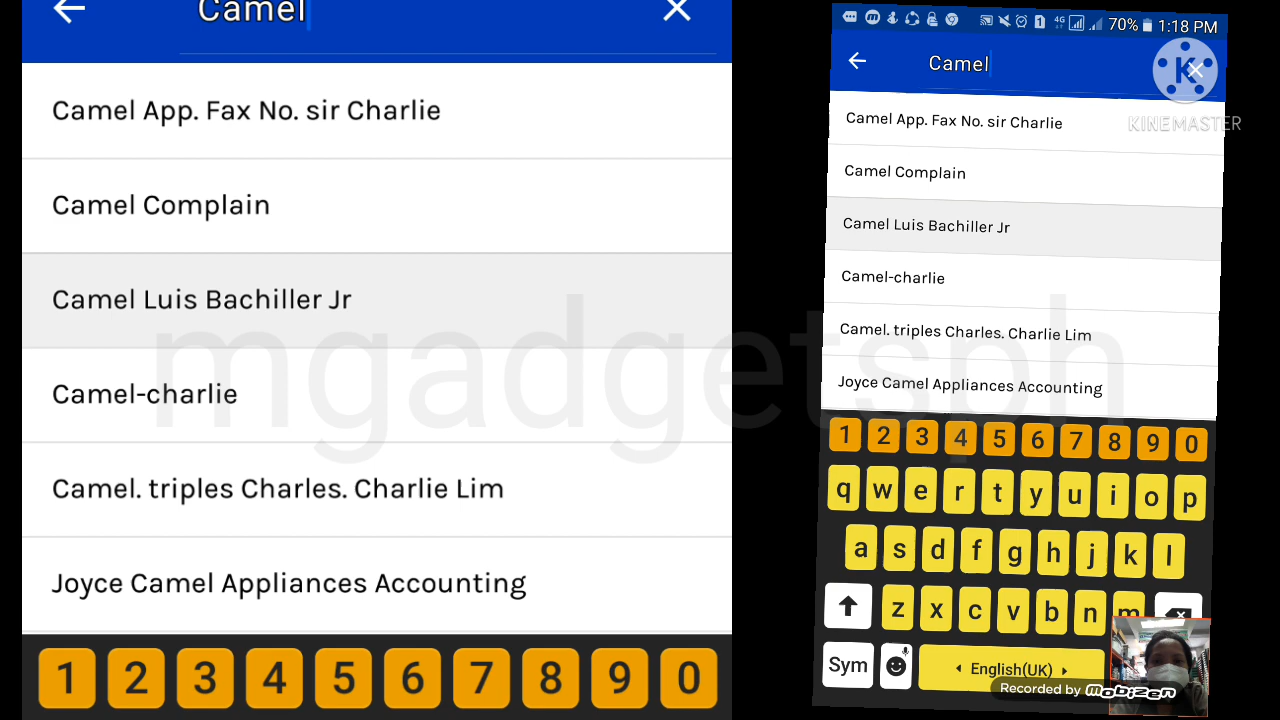 Camel
Camel App. Fax No. sir Charlie
Camel Complain
Camel Luis Bachiller Jr
Camel-charlie
Camel. triples Charles. Charlie Lim
Joyce Camel Appliances Accounting
1 2 3 4 5 6 7 8 9 0
mgadgetsph
4G 1 70% 1:18 PM
Camel
K
KINEMASTER
Camel App. Fax No. sir Charlie
Camel Complain
Camel Luis Bachiller Jr
Camel-charlie
Camel. triples Charles. Charlie Lim
Joyce Camel Appliances Accounting
1 2 3 4 5 6 7 8 9 0
q w e r t y u i o p
a s d f g h j k l
z x c v b n m
Sym English(UK)
Recorded by mobizen